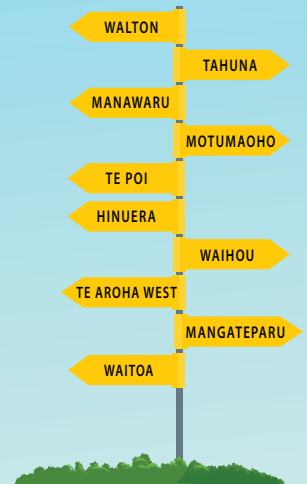 WALTON
TAHUNA
MANAWARU
MOTUMAOHO
TE POI
HINUERA
WAIHOU
TE AROHA WEST
MANGATEPARU
WAITOA